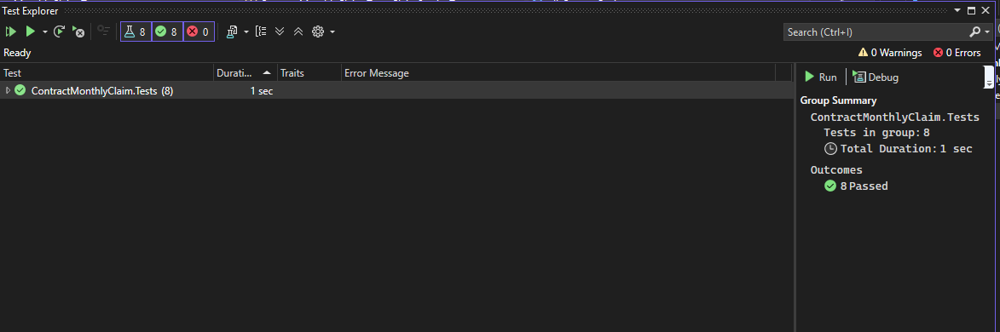 Test Explorer
8 8 0
Search (Ctrl+I)
Ready
0 Warnings 0 Errors
Test Durati... Traits Error Message
ContractMonthlyClaim.Tests (8) 1 sec
Run Debug
Group Summary
ContractMonthlyClaim.Tests
Tests in group: 8
Total Duration: 1 sec
Outcomes
8 Passed